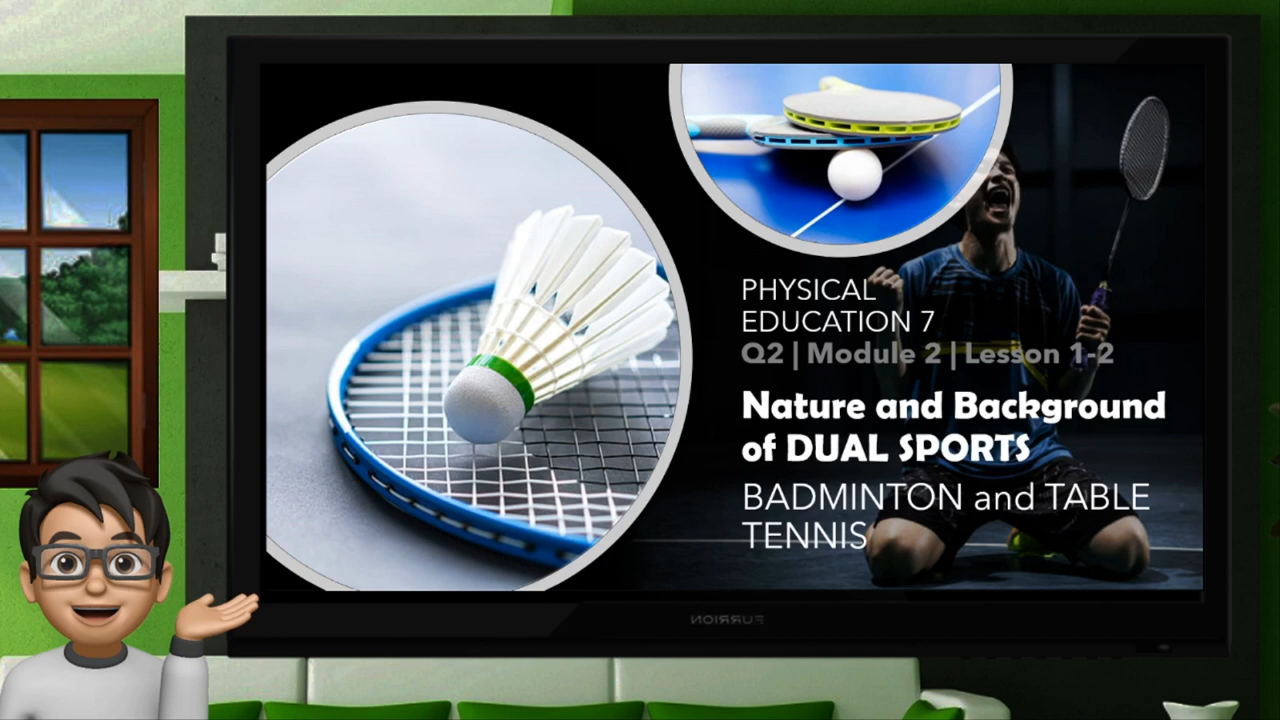 PHYSICAL
EDUCATION 7
Q2 | Module 2 | Lesson 1-2
Nature and Background
of DUAL SPORTS
BADMINTON and TABLE
TENNIS
EURRION